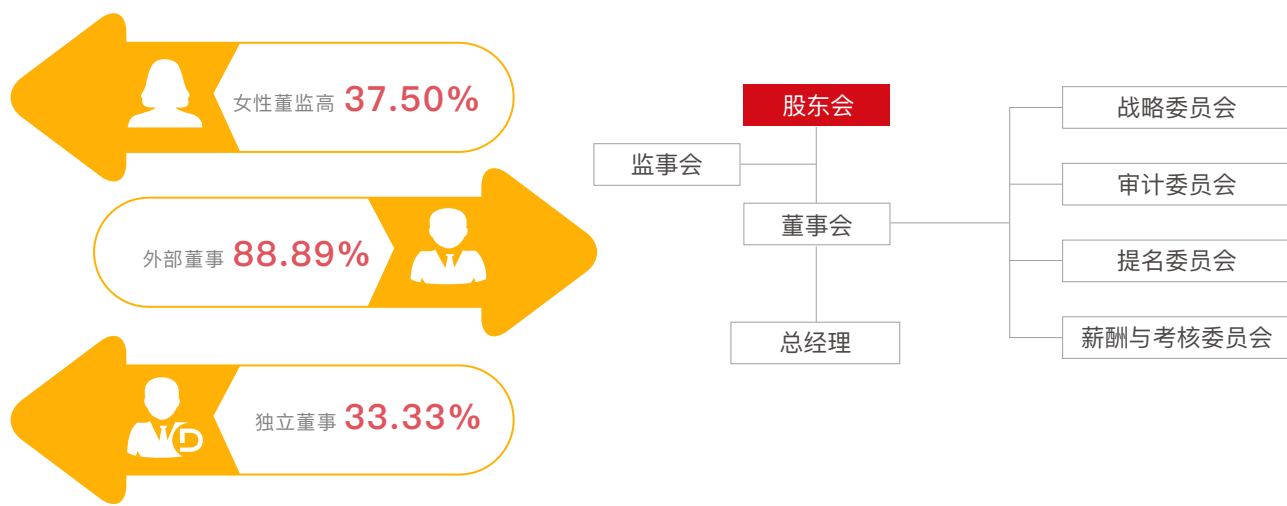 女性董监高 37.50%
外部董事 88.89%
独立董事 33.33%
股东会
监事会
董事会
总经理
战略委员会
审计委员会
提名委员会
薪酬与考核委员会